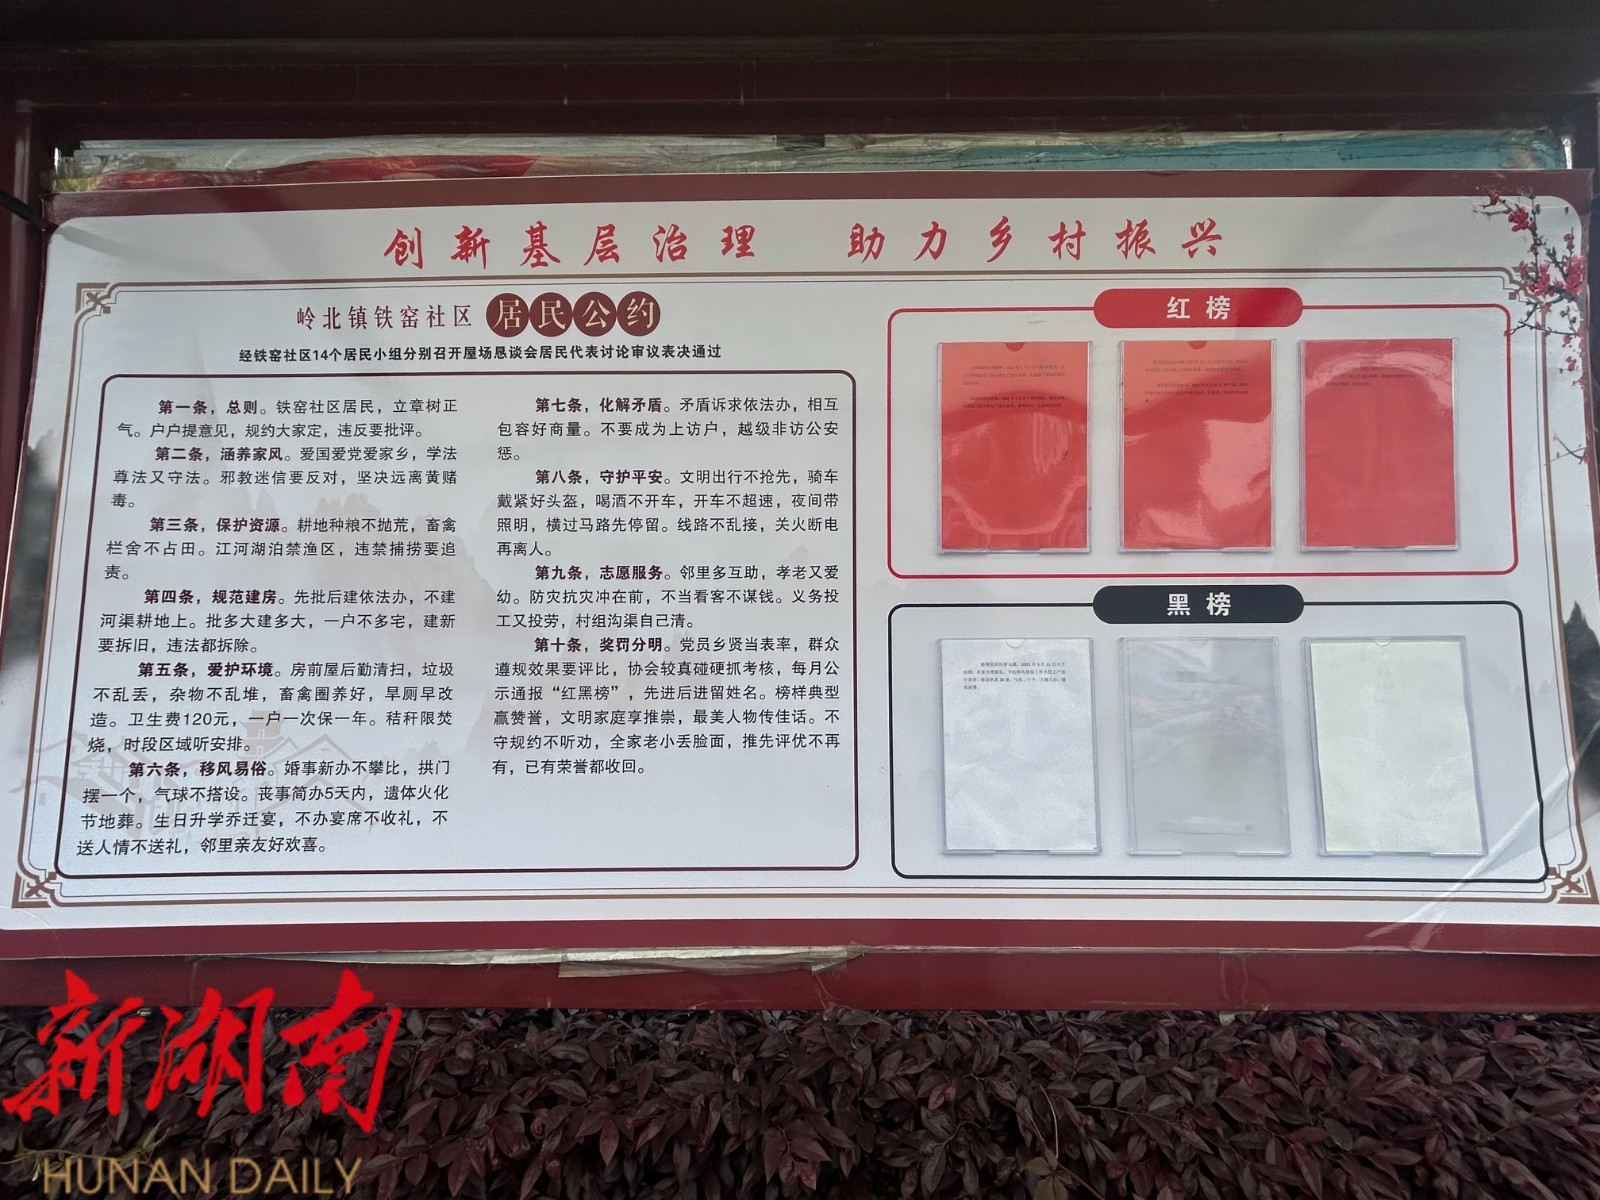 创新基层治理 助力乡村振兴
岭北镇铁窑社区 居民公约
经铁窑社区14个居民小组分别召开屋场恳谈会居民代表讨论审议表决通过
第一条，总则。铁窑社区居民，立章树正
气。户户提意见，规约大家定，违反要批评。
第二条，涵养家风。爱国爱党爱家乡，学法
尊法又守法。邪教迷信要反对，坚决远离黄赌
毒。
第三条，保护资源。耕地种粮不抛荒，畜禽
栏舍不占田。江河湖泊禁渔区，违禁捕捞要追
责。
第四条，规范建房。先批后建依法办，不建
河渠耕地上。批多大建多大，一户不多宅，建新
要拆旧，违法都拆除。
第五条，爱护环境。房前屋后勤清扫，垃圾
不乱丢，杂物不乱堆，畜禽圈养好，旱厕早改
造。卫生费120元，一户一次保一年。秸秆限焚
烧，时段区域听安排。
第六条，移风易俗。婚事新办不攀比，拱门
摆一个，气球不搭设。丧事简办5天内，遗体火化
节地葬。生日升学乔迁宴，不办宴席不收礼，不
送人情不送礼，邻里亲友好欢喜。
第七条，化解矛盾。矛盾诉求依法办，相互
包容好商量。不要成为上访户，越级非访公安
惩。
第八条，守护平安。文明出行不抢先，骑车
戴紧好头盔，喝酒不开车，开车不超速，夜间带
照明，横过马路先停留。线路不乱接，关火断电
再离人。
第九条，志愿服务。邻里多互助，孝老又爱
幼。防灾抗灾冲在前，不当看客不谋钱。义务投
工又投劳，村组沟渠自己清。
第十条，奖罚分明。党员乡贤当表率，群众
遵规效果要评比，协会较真碰硬抓考核，每月公
示通报“红黑榜”，先进后进留姓名。榜样典型
赢赞誉，文明家庭享推崇，最美人物传佳话。不
守规约不听劝，全家老小丢脸面，推先评优不再
有，已有荣誉都收回。
红榜
黑榜
新湖南
HUNAN DAILY